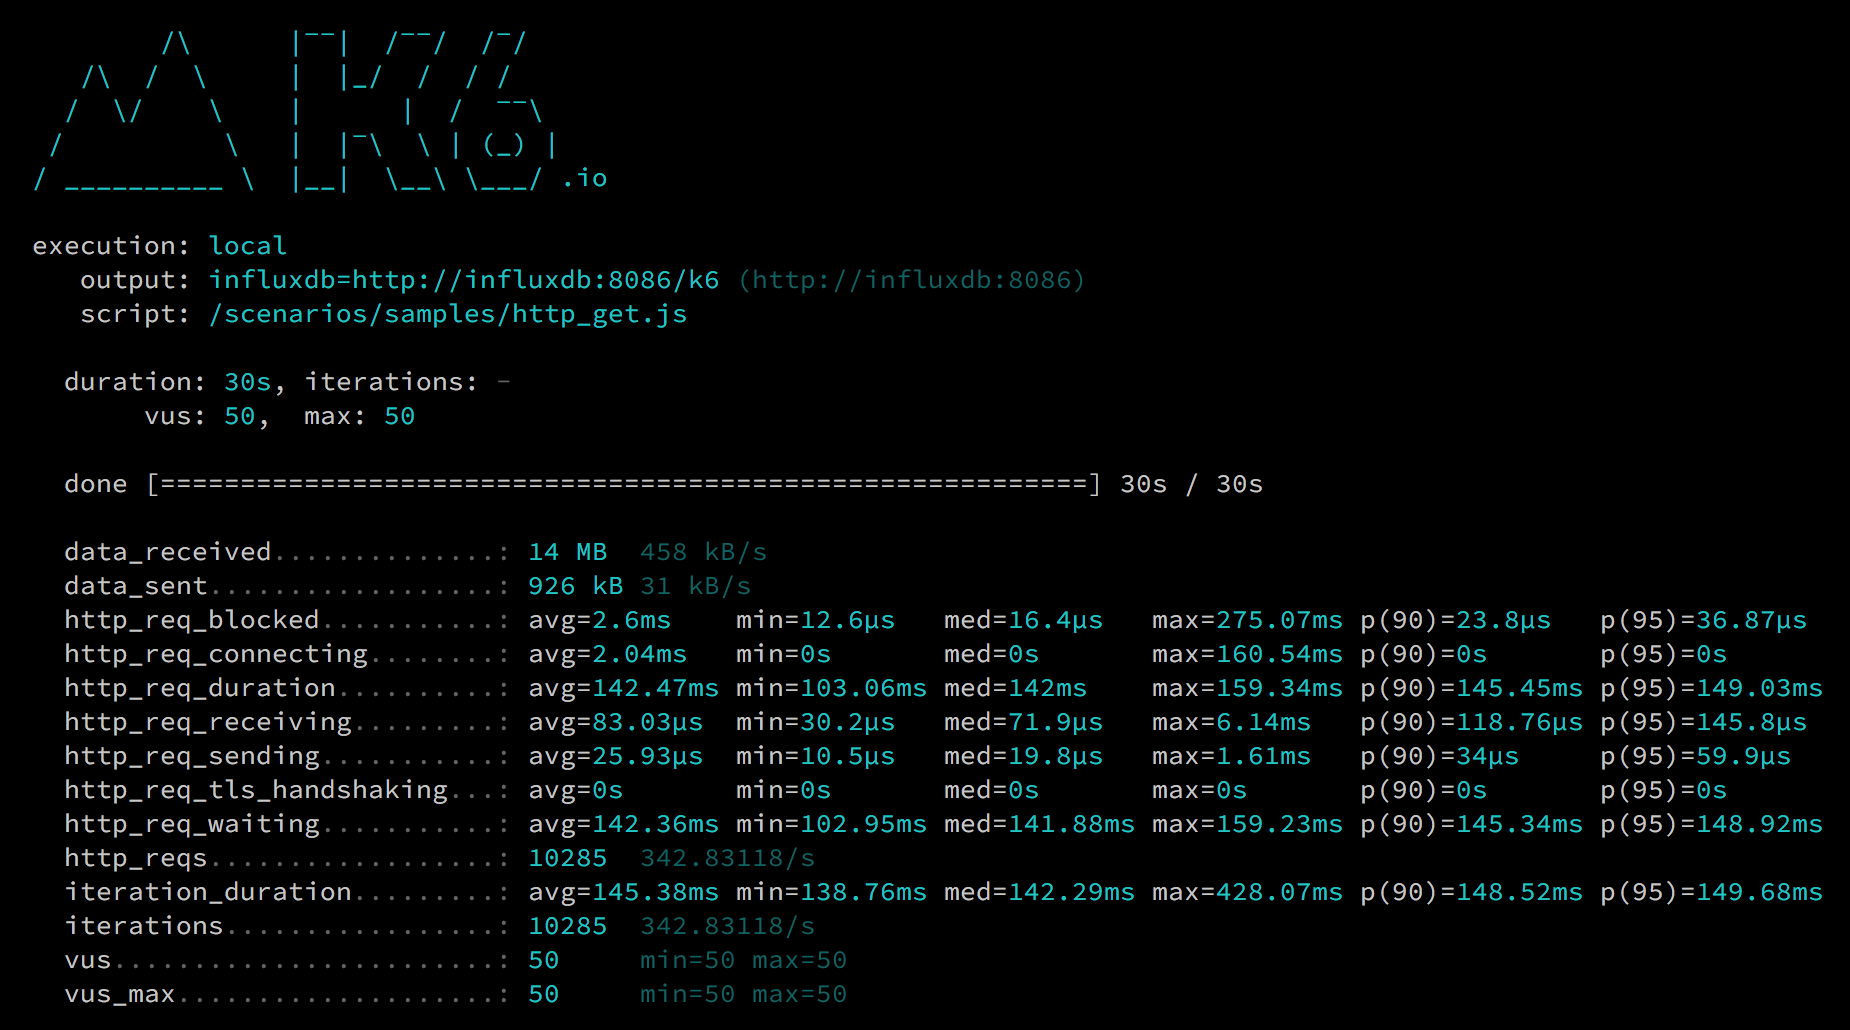 /\      |‾‾|  /‾‾/  /‾/
     /\  /  \     |  |_/  /  / /
    /  \/    \    |      |  /  ‾‾\
   /          \   |  |‾\  \ | (_) |
  / __________ \  |__|  \__\ \___/ .io
execution: local
output: influxdb=http://influxdb:8086/k6 (http://influxdb:8086)
script: /scenarios/samples/http_get.js
duration: 30s, iterations: -
vus: 50,  max: 50
done [==========================================================] 30s / 30s
data_received..............: 14 MB  458 kB/s
data_sent..................: 926 kB 31 kB/s
http_req_blocked...........: avg=2.6ms    min=12.6µs   med=16.4µs   max=275.07ms p(90)=23.8µs   p(95)=36.87µs
http_req_connecting........: avg=2.04ms   min=0s       med=0s       max=160.54ms p(90)=0s       p(95)=0s
http_req_duration..........: avg=142.47ms min=103.06ms med=142ms    max=159.34ms p(90)=145.45ms p(95)=149.03ms
http_req_receiving.........: avg=83.03µs  min=30.2µs   med=71.9µs   max=6.14ms   p(90)=118.76µs p(95)=145.8µs
http_req_sending...........: avg=25.93µs  min=10.5µs   med=19.8µs   max=1.61ms   p(90)=34µs     p(95)=59.9µs
http_req_tls_handshaking...: avg=0s       min=0s       med=0s       max=0s       p(90)=0s       p(95)=0s
http_req_waiting...........: avg=142.36ms min=102.95ms med=141.88ms max=159.23ms p(90)=145.34ms p(95)=148.92ms
http_reqs..................: 10285  342.83118/s
iteration_duration.........: avg=145.38ms min=138.76ms med=142.29ms max=428.07ms p(90)=148.52ms p(95)=149.68ms
iterations.................: 10285  342.83118/s
vus........................: 50     min=50 max=50
vus_max....................: 50     min=50 max=50